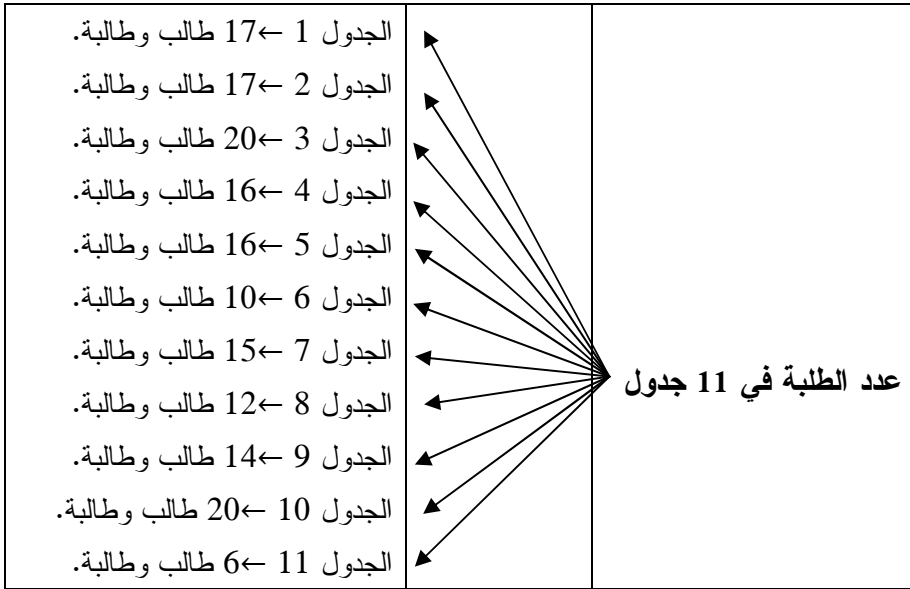 عدد الطلبة في 11 جدول
الجدول 1 ←17 طالب وطالبة.
الجدول 2 ←17 طالب وطالبة.
الجدول 3 ←20 طالب وطالبة.
الجدول 4 ←16 طالب وطالبة.
الجدول 5 ←16 طالب وطالبة.
الجدول 6 ←10 طالب وطالبة.
الجدول 7 ←15 طالب وطالبة.
الجدول 8 ←12 طالب وطالبة.
الجدول 9 ←14 طالب وطالبة.
الجدول 10 ←20 طالب وطالبة.
الجدول 11 ←6 طالب وطالبة.